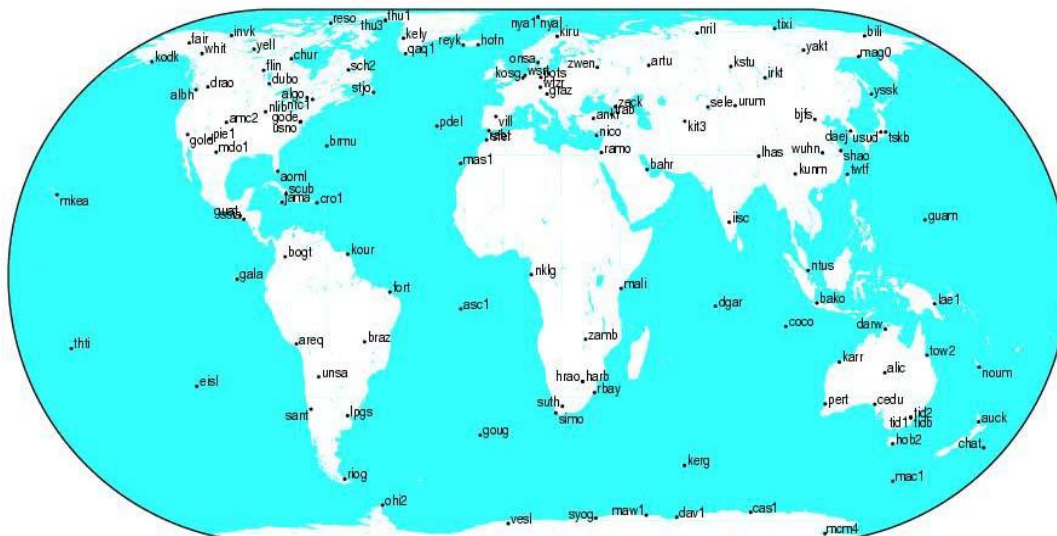 reso
thu1
thu3
nya1 nyal
tixi
fair
invk
kely
reyk
hofn
kiru
nril
bili
kodk
whit
yell
qaq1
yakt
mag0
chur
onsa
zwen
artu
kstu
irkt
flin
sch2
kosg
wsrt
pots
drao
dubo
wtzr
albh
algo
stjo
graz
yssk
nrc1
zeck
sele
urum
nlib
trab
amc2
gode
vill
ankr
bjfs
usno
pdel
kit3
gold
pie1
nico
daej
usud
tskb
mdo1
brmu
ramo
wuhn
shao
mas1
bahr
lhas
aoml
kunm
twtf
mkea
scub
jama
cro1
guat
guam
iisc
bogt
kour
gala
nklg
ntus
fort
mali
asc1
dgar
bako
lae1
coco
darw
thti
areq
braz
zamb
karr
tow2
alic
noum
eisl
unsa
hrao
harb
rbay
sant
lpgs
suth
simo
pert
cedu
tid2
tid1
tidb
auck
goug
hob2
chat
kerg
riog
mac1
ohi2
vesl
syog
maw1
dav1
cas1
mcm4